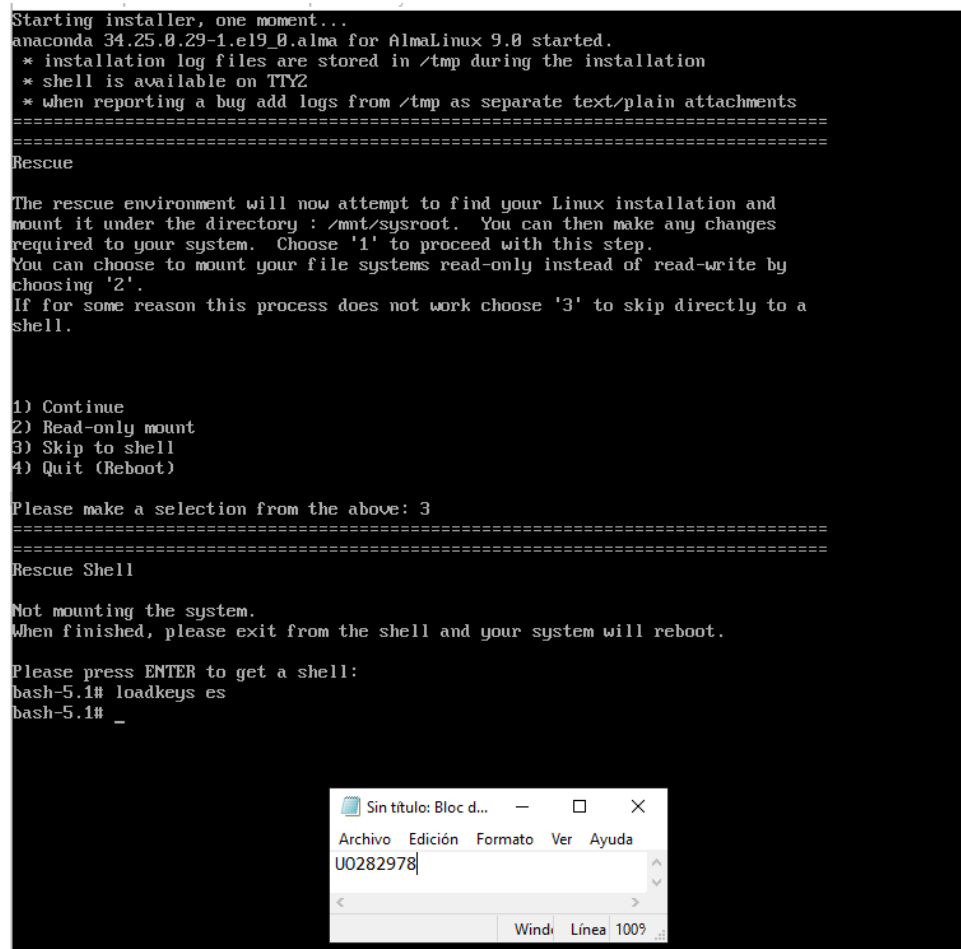 Starting installer, one moment...
anaconda 34.25.0.29-1.el9_0.alma for AlmaLinux 9.0 started.
 * installation log files are stored in /tmp during the installation
 * shell is available on TTY2
 * when reporting a bug add logs from /tmp as separate text/plain attachments
================================================================================
================================================================================
Rescue
The rescue environment will now attempt to find your Linux installation and
mount it under the directory : /mnt/sysroot.  You can then make any changes
required to your system.  Choose '1' to proceed with this step.
You can choose to mount your file systems read-only instead of read-write by
choosing '2'.
If for some reason this process does not work choose '3' to skip directly to a
shell.
1) Continue
2) Read-only mount
3) Skip to shell
4) Quit (Reboot)
Please make a selection from the above: 3
================================================================================
================================================================================
Rescue Shell
Not mounting the system.
When finished, please exit from the shell and your system will reboot.
Please press ENTER to get a shell:
bash-5.1# loadkeys es
bash-5.1# _
Sin título: Bloc d...
Archivo Edición Formato Ver Ayuda
UO282978
Línea